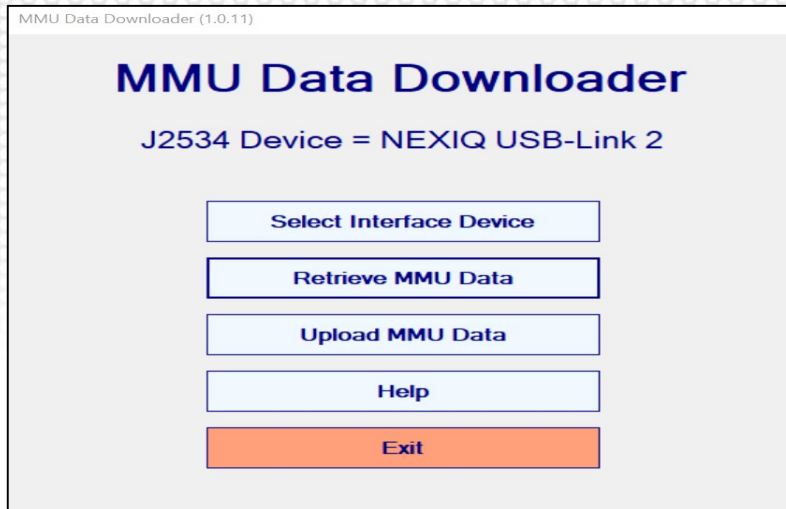 MMU Data Downloader (1.0.11)
MMU Data Downloader
J2534 Device = NEXIQ USB-Link 2
Select Interface Device
Retrieve MMU Data
Upload MMU Data
Help
Exit